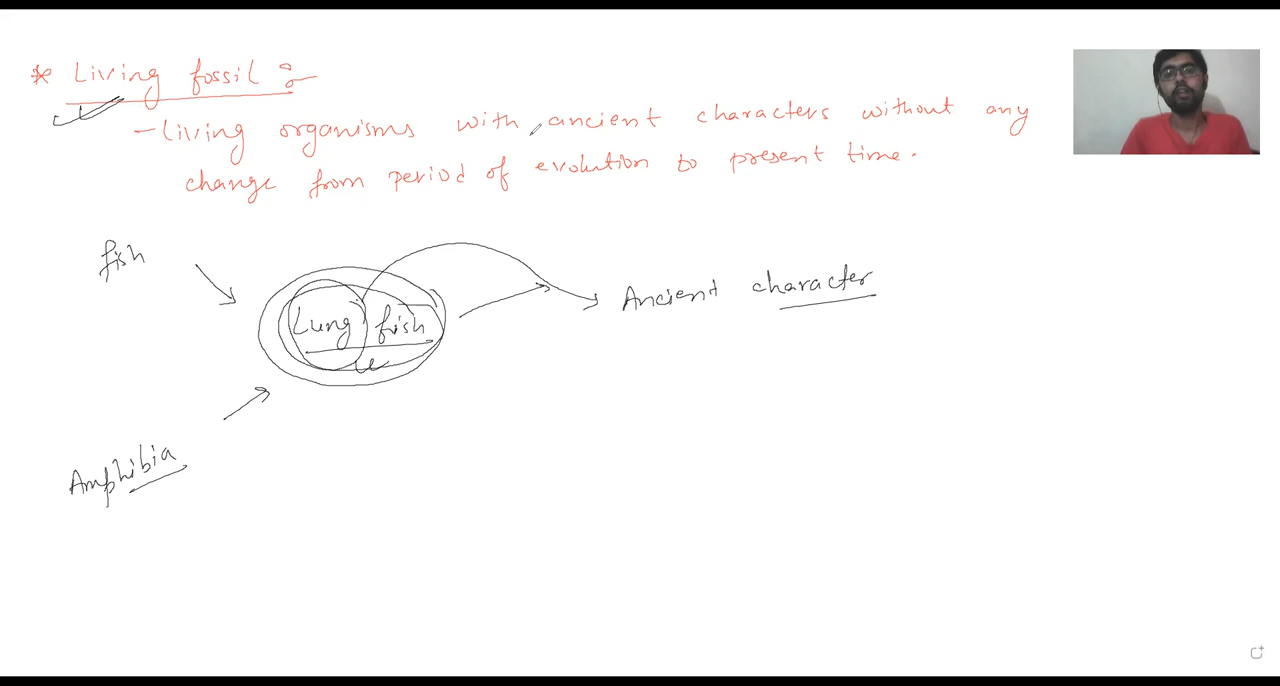 * Living fossil :-
- Living organisms with ancient characters without any
change from period of evolution to present time.
fish
Lung fish
Ancient character
Amphibia